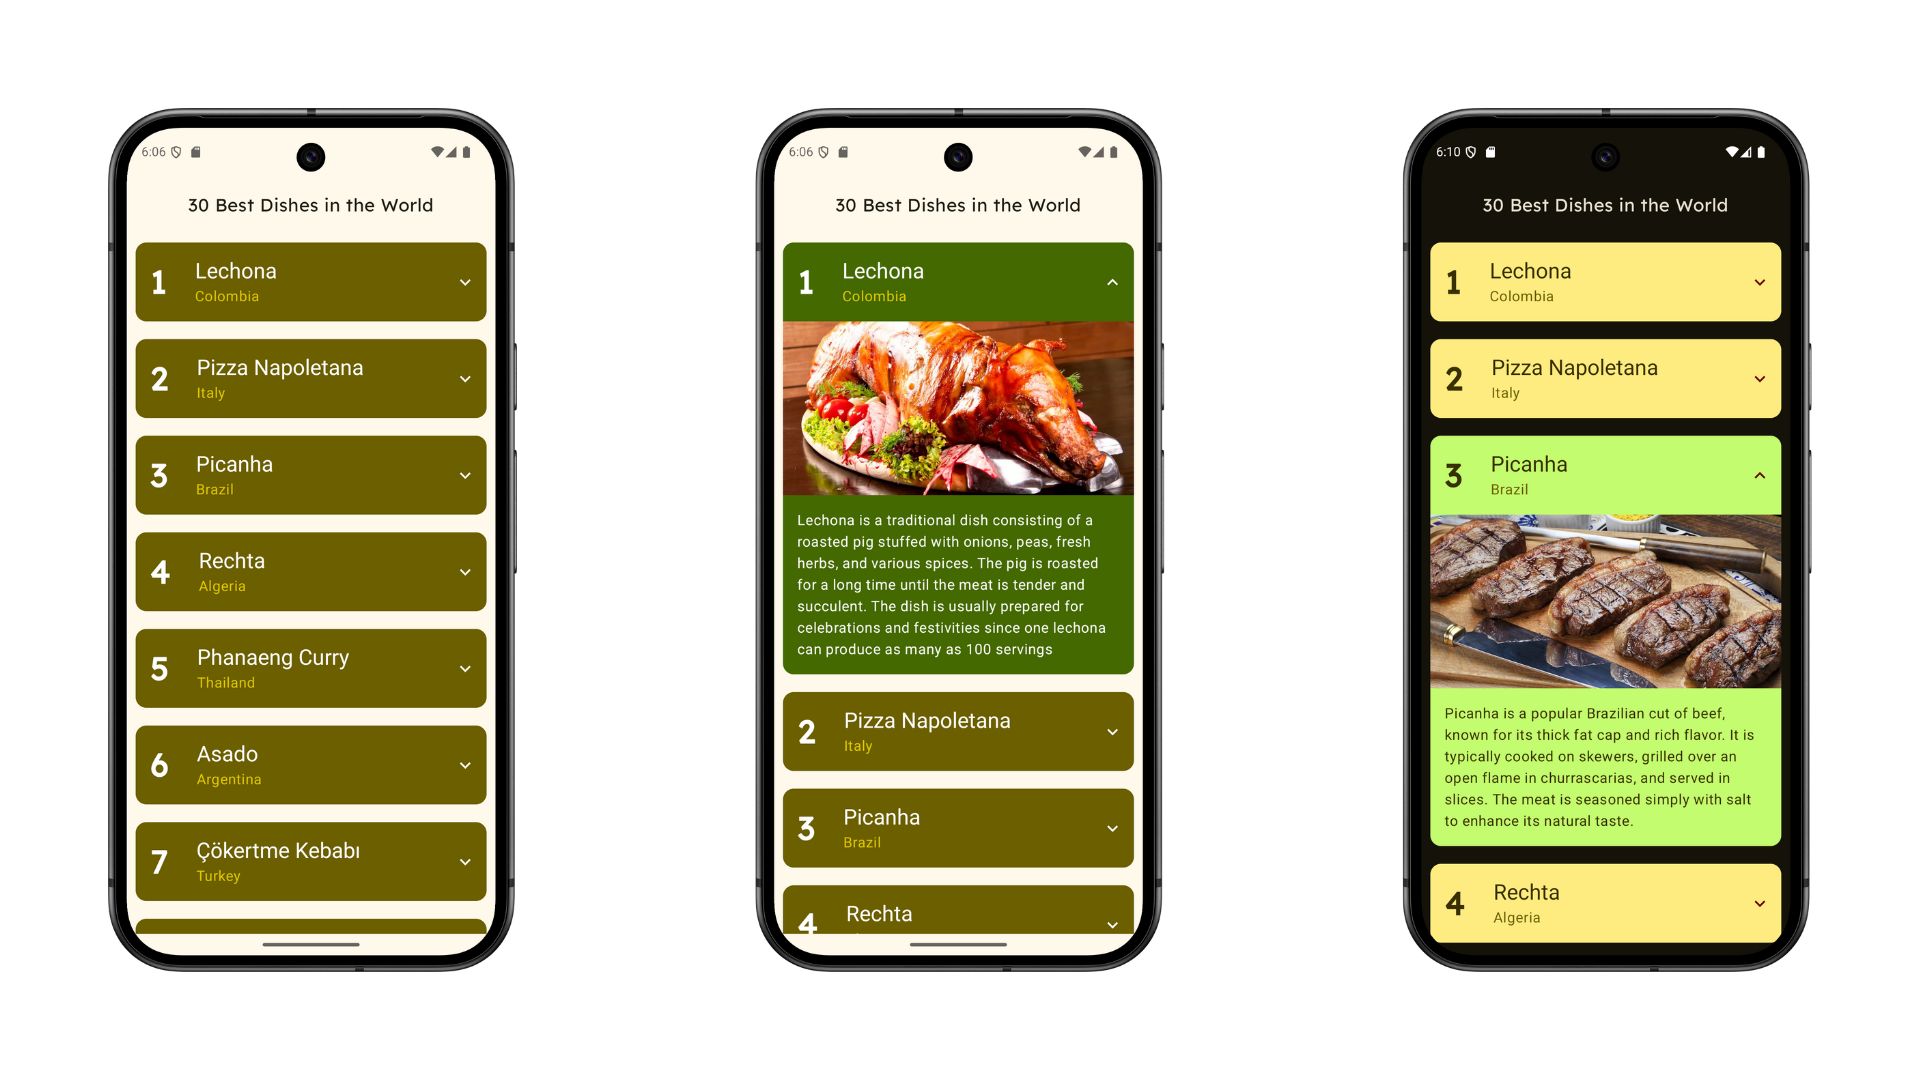 6:06
30 Best Dishes in the World
1
Lechona
Colombia
2
Pizza Napoletana
Italy
3
Picanha
Brazil
4
Rechta
Algeria
5
Phanaeng Curry
Thailand
6
Asado
Argentina
7
Çökertme Kebabı
Turkey
6:06
30 Best Dishes in the World
1
Lechona
Colombia
Lechona is a traditional dish consisting of a
roasted pig stuffed with onions, peas, fresh
herbs, and various spices. The pig is roasted
for a long time until the meat is tender and
succulent. The dish is usually prepared for
celebrations and festivities since one lechona
can produce as many as 100 servings
2
Pizza Napoletana
Italy
3
Picanha
Brazil
4
Rechta
6:10
30 Best Dishes in the World
1
Lechona
Colombia
2
Pizza Napoletana
Italy
3
Picanha
Brazil
Picanha is a popular Brazilian cut of beef,
known for its thick fat cap and rich flavor. It is
typically cooked on skewers, grilled over an
open flame in churrascarias, and served in
slices. The meat is seasoned simply with salt
to enhance its natural taste.
4
Rechta
Algeria